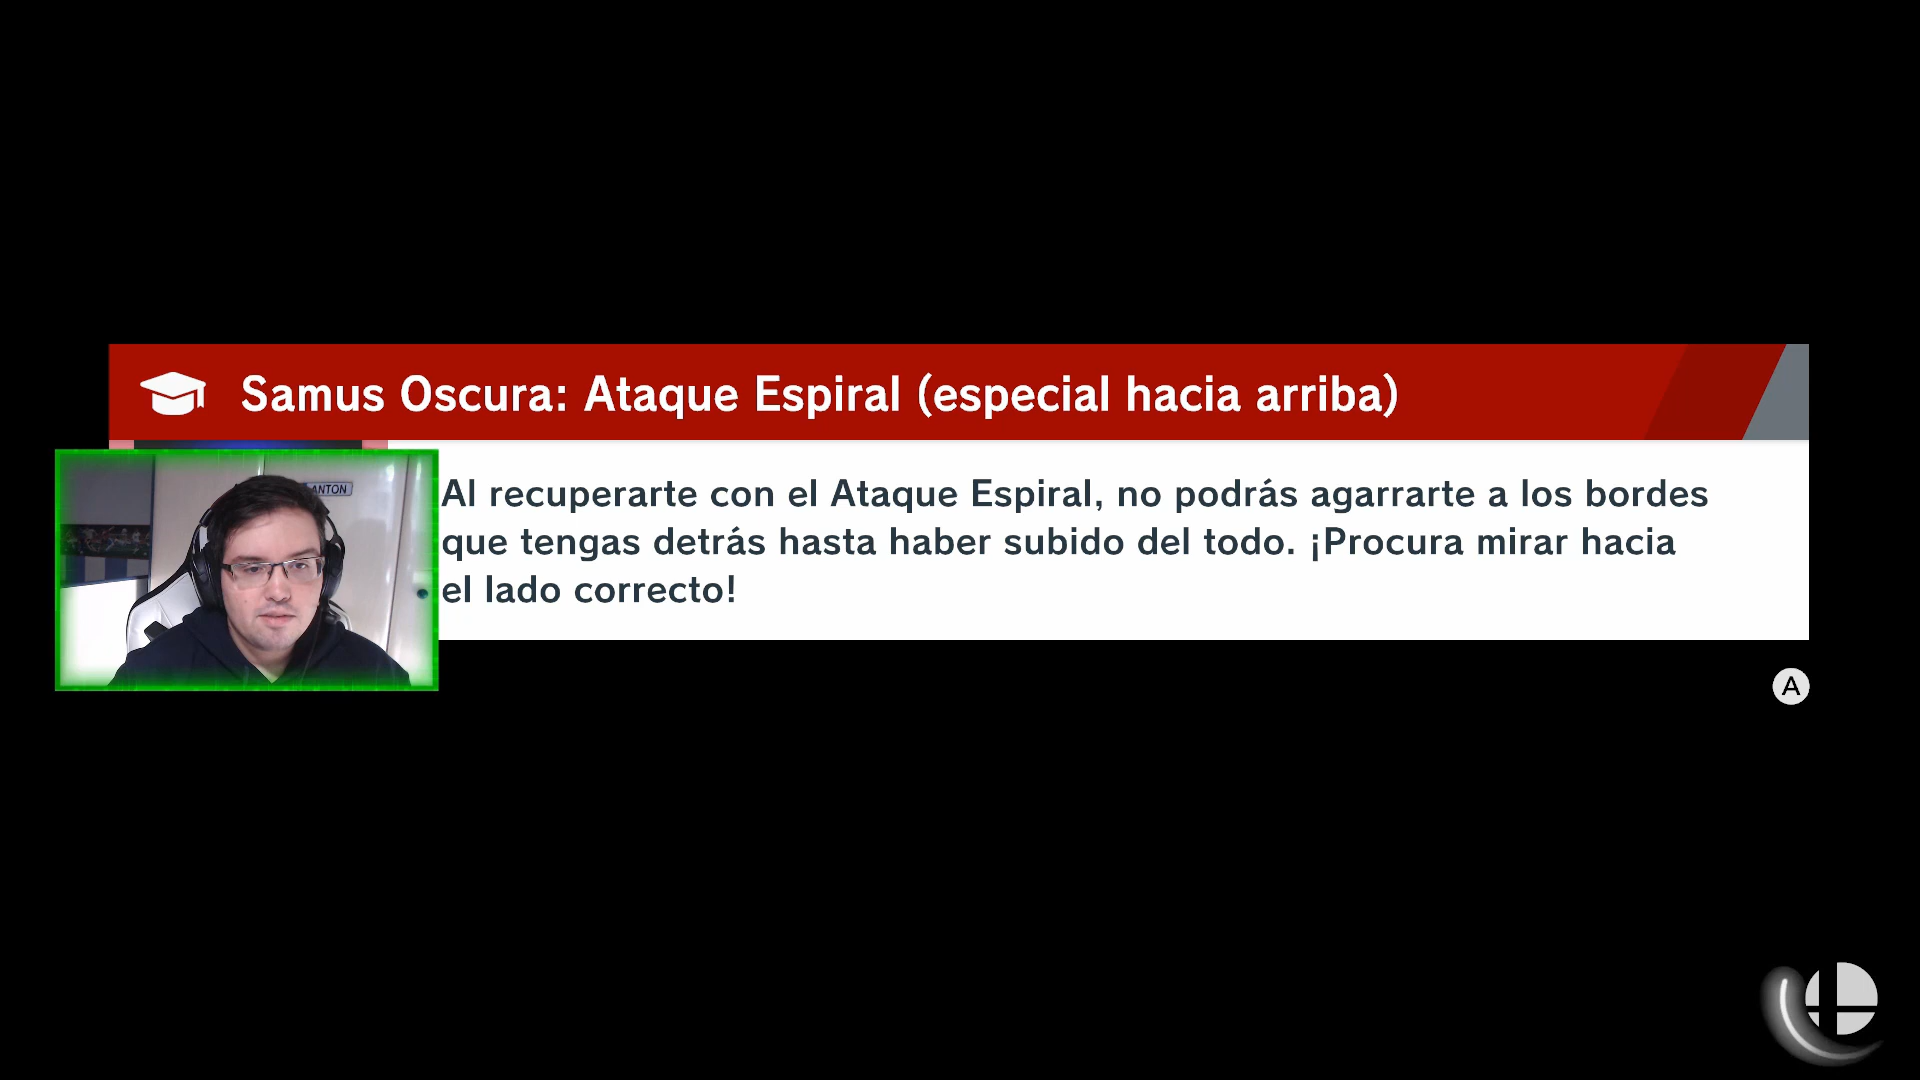 Samus Oscura: Ataque Espiral (especial hacia arriba)
ANTON
Al recuperarte con el Ataque Espiral, no podrás agarrarte a los bordes
que tengas detrás hasta haber subido del todo. ¡Procura mirar hacia
el lado correcto!
A